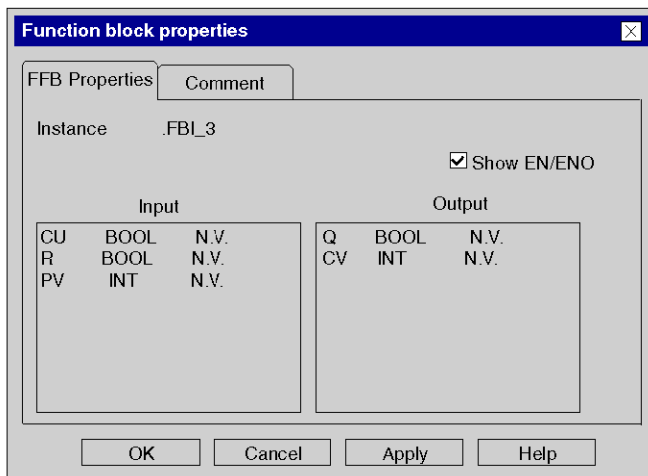 Function block properties
FFB Properties
Comment
Instance .FBI_3
Show EN/ENO
Input
Output
CU BOOL N.V.
R BOOL N.V.
PV INT N.V.
Q BOOL N.V.
CV INT N.V.
OK
Cancel
Apply
Help